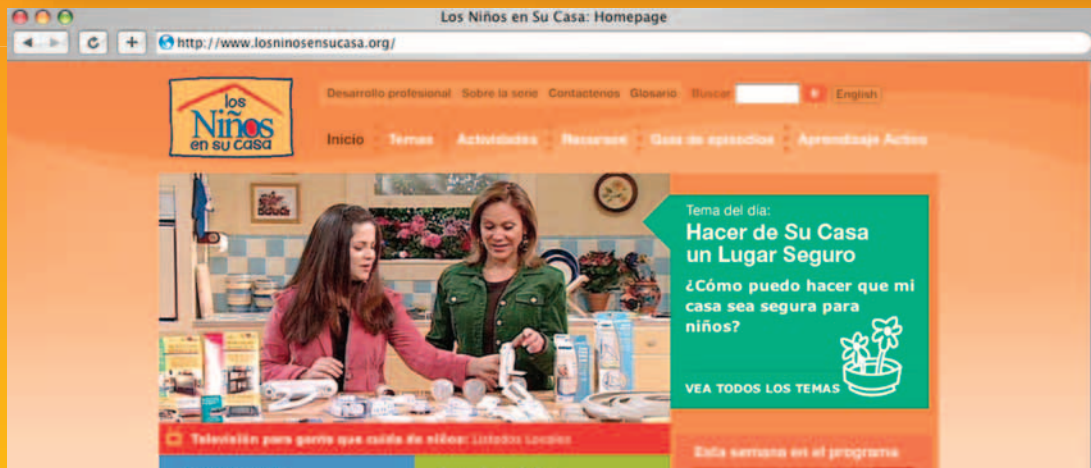 Los Niños en Su Casa: Homepage
http://www.losninosensucasa.org/
los
Niños
en su casa
Desarrollo profesional Sobre la serie Contactenos Glosario Buscar English
Inicio Temas Actividades Recursos Guía de episodios Aprendizaje Activo
Tema del día:
Hacer de Su Casa
un Lugar Seguro
¿Cómo puedo hacer que mi
casa sea segura para
niños?
VEA TODOS LOS TEMAS
Televisión para gente que cuida de niños: Listados Locales
Esta semana en el programa